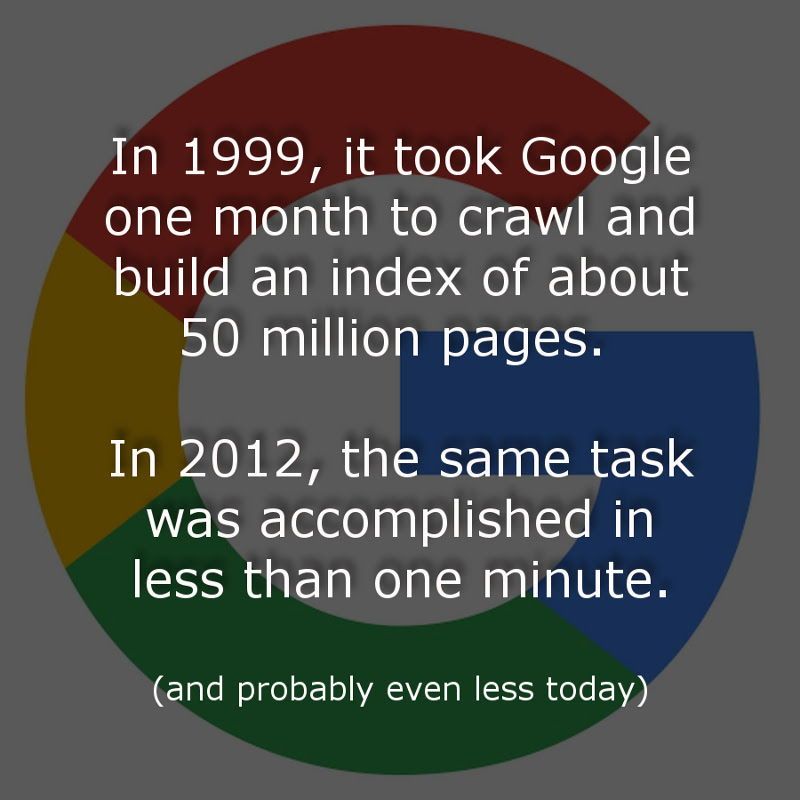 In 1999, it took Google
one month to crawl and
build an index of about
50 million pages.
In 2012, the same task
was accomplished in
less than one minute.
(and probably even less today)